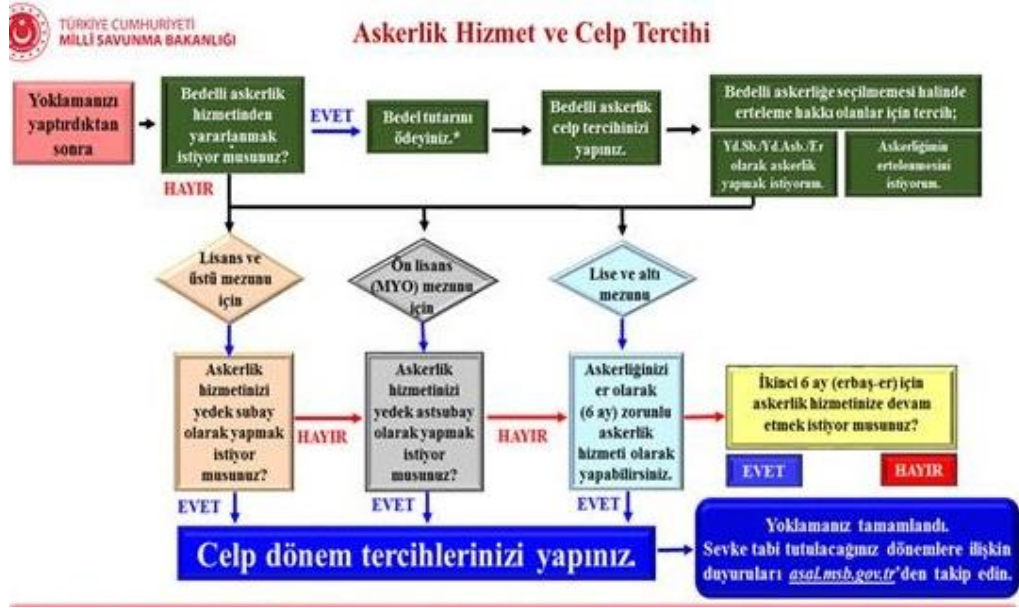 TÜRKİYE CUMHURİYETİ
MİLLÎ SAVUNMA BAKANLIĞI
Askerlik Hizmet ve Celp Tercihi
Yoklamanızı
yaptırdıktan
sonra
Bedelli askerlik
hizmetinden
yararlanmak
istiyor musunuz?
EVET
Bedel tutarını
ödeyiniz.*
Bedelli askerlik
celp tercihinizi
yapınız.
Bedelli askerliğe seçilmemesi halinde
erteleme hakkı olanlar için tercih;
Yd.Sb./Yd.Asb./Er
olarak askerlik
yapmak istiyorum.
Askerliğimin
ertelenmesini
istiyorum.
HAYIR
Lisans ve
üstü mezunu
için
Ön lisans
(MYO) mezunu
için
Lise ve altı
mezunu
Askerlik
hizmetinizi
yedek subay
olarak yapmak
istiyor
musunuz?
HAYIR
Askerlik
hizmetinizi
yedek astsubay
olarak yapmak
istiyor
musunuz?
HAYIR
Askerliğinizi
er olarak
(6 ay) zorunlu
askerlik
hizmeti olarak
yapabilirsiniz.
İkinci 6 ay (erbaş-er) için
askerlik hizmetinize devam
etmek istiyor musunuz?
EVET
HAYIR
EVET
EVET
EVET
Celp dönem tercihlerinizi yapınız.
Yoklamanız tamamlandı.
Sevke tabi tutulacağınız dönemlere ilişkin
duyuruları asal.msb.gov.tr'den takip edin.